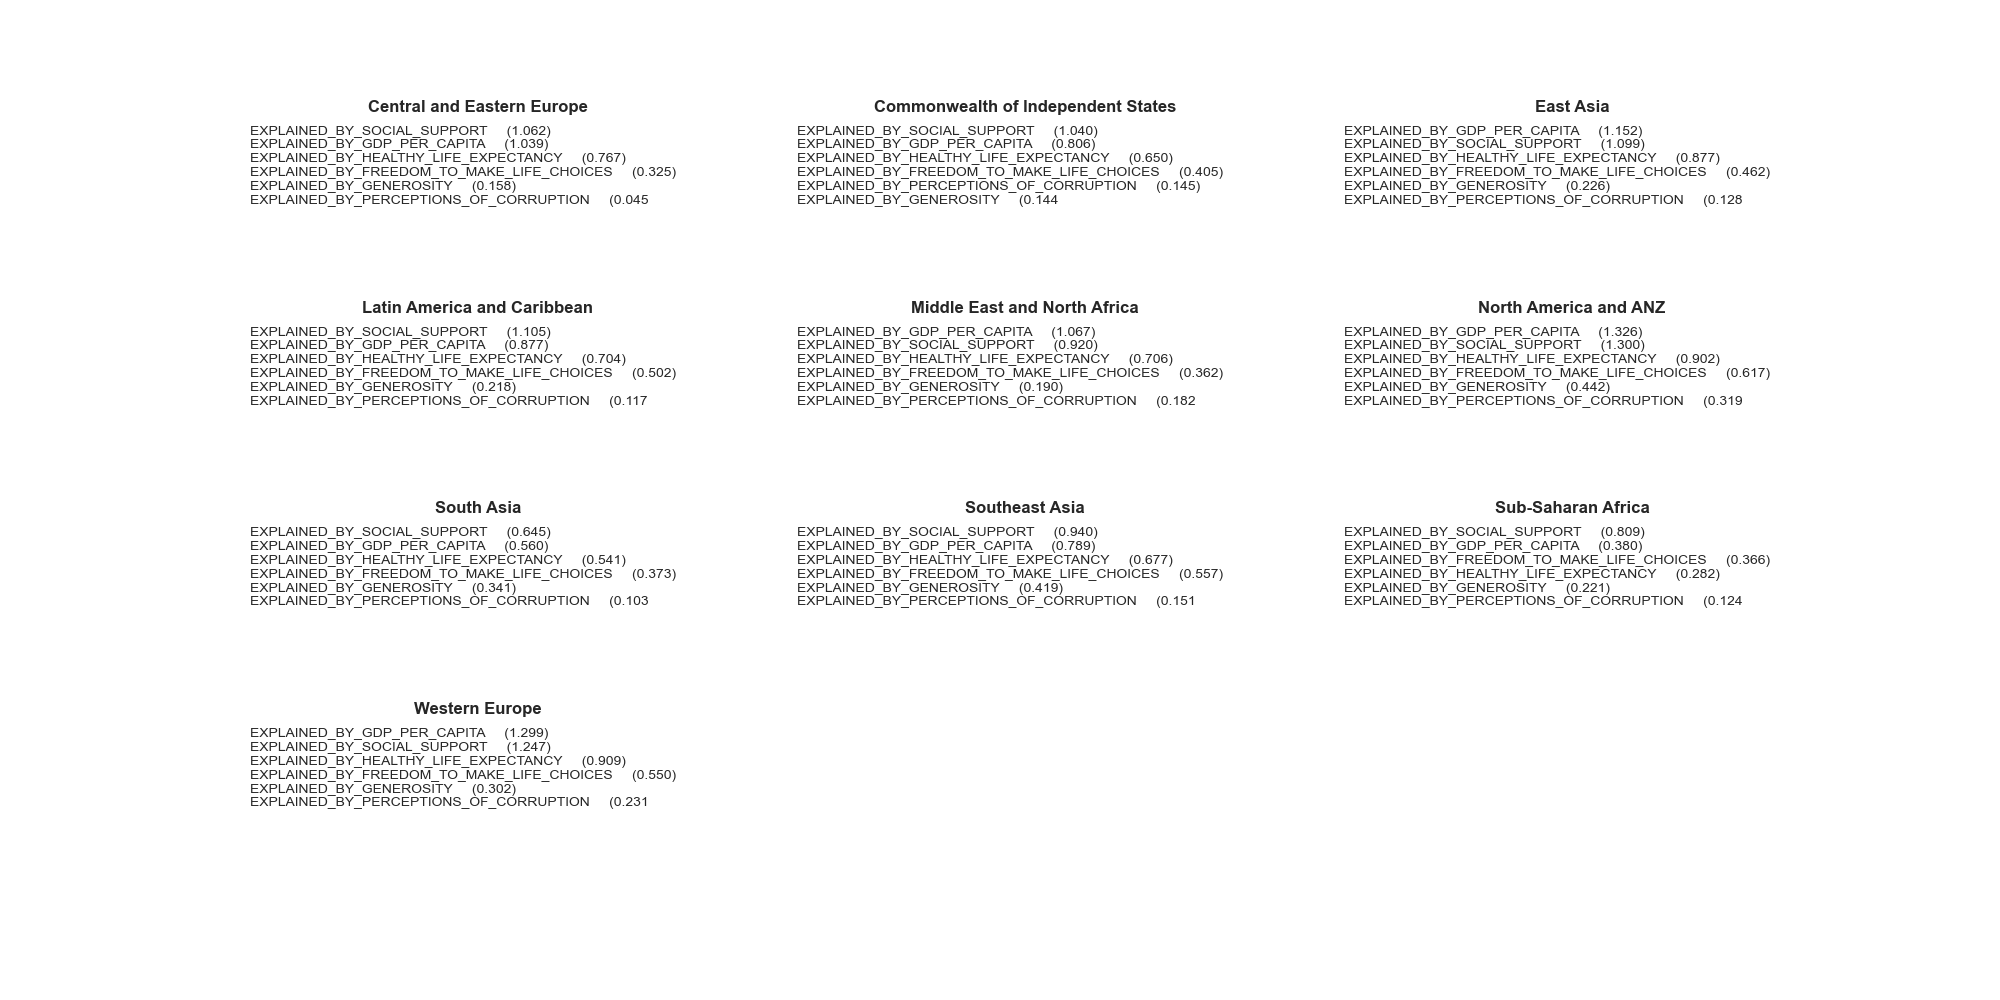 Central and Eastern Europe
EXPLAINED_BY_SOCIAL_SUPPORT (1.062)
EXPLAINED_BY_GDP_PER_CAPITA (1.039)
EXPLAINED_BY_HEALTHY_LIFE_EXPECTANCY (0.767)
EXPLAINED_BY_FREEDOM_TO_MAKE_LIFE_CHOICES (0.325)
EXPLAINED_BY_GENEROSITY (0.158)
EXPLAINED_BY_PERCEPTIONS_OF_CORRUPTION (0.045
Commonwealth of Independent States
EXPLAINED_BY_SOCIAL_SUPPORT (1.040)
EXPLAINED_BY_GDP_PER_CAPITA (0.806)
EXPLAINED_BY_HEALTHY_LIFE_EXPECTANCY (0.650)
EXPLAINED_BY_FREEDOM_TO_MAKE_LIFE_CHOICES (0.405)
EXPLAINED_BY_PERCEPTIONS_OF_CORRUPTION (0.145)
EXPLAINED_BY_GENEROSITY (0.144
East Asia
EXPLAINED_BY_GDP_PER_CAPITA (1.152)
EXPLAINED_BY_SOCIAL_SUPPORT (1.099)
EXPLAINED_BY_HEALTHY_LIFE_EXPECTANCY (0.877)
EXPLAINED_BY_FREEDOM_TO_MAKE_LIFE_CHOICES (0.462)
EXPLAINED_BY_GENEROSITY (0.226)
EXPLAINED_BY_PERCEPTIONS_OF_CORRUPTION (0.128
Latin America and Caribbean
EXPLAINED_BY_SOCIAL_SUPPORT (1.105)
EXPLAINED_BY_GDP_PER_CAPITA (0.877)
EXPLAINED_BY_HEALTHY_LIFE_EXPECTANCY (0.704)
EXPLAINED_BY_FREEDOM_TO_MAKE_LIFE_CHOICES (0.502)
EXPLAINED_BY_GENEROSITY (0.218)
EXPLAINED_BY_PERCEPTIONS_OF_CORRUPTION (0.117
Middle East and North Africa
EXPLAINED_BY_GDP_PER_CAPITA (1.067)
EXPLAINED_BY_SOCIAL_SUPPORT (0.920)
EXPLAINED_BY_HEALTHY_LIFE_EXPECTANCY (0.706)
EXPLAINED_BY_FREEDOM_TO_MAKE_LIFE_CHOICES (0.362)
EXPLAINED_BY_GENEROSITY (0.190)
EXPLAINED_BY_PERCEPTIONS_OF_CORRUPTION (0.182
North America and ANZ
EXPLAINED_BY_GDP_PER_CAPITA (1.326)
EXPLAINED_BY_SOCIAL_SUPPORT (1.300)
EXPLAINED_BY_HEALTHY_LIFE_EXPECTANCY (0.902)
EXPLAINED_BY_FREEDOM_TO_MAKE_LIFE_CHOICES (0.617)
EXPLAINED_BY_GENEROSITY (0.442)
EXPLAINED_BY_PERCEPTIONS_OF_CORRUPTION (0.319
South Asia
EXPLAINED_BY_SOCIAL_SUPPORT (0.645)
EXPLAINED_BY_GDP_PER_CAPITA (0.560)
EXPLAINED_BY_HEALTHY_LIFE_EXPECTANCY (0.541)
EXPLAINED_BY_FREEDOM_TO_MAKE_LIFE_CHOICES (0.373)
EXPLAINED_BY_GENEROSITY (0.341)
EXPLAINED_BY_PERCEPTIONS_OF_CORRUPTION (0.103
Southeast Asia
EXPLAINED_BY_SOCIAL_SUPPORT (0.940)
EXPLAINED_BY_GDP_PER_CAPITA (0.789)
EXPLAINED_BY_HEALTHY_LIFE_EXPECTANCY (0.677)
EXPLAINED_BY_FREEDOM_TO_MAKE_LIFE_CHOICES (0.557)
EXPLAINED_BY_GENEROSITY (0.419)
EXPLAINED_BY_PERCEPTIONS_OF_CORRUPTION (0.151
Sub-Saharan Africa
EXPLAINED_BY_SOCIAL_SUPPORT (0.809)
EXPLAINED_BY_GDP_PER_CAPITA (0.380)
EXPLAINED_BY_FREEDOM_TO_MAKE_LIFE_CHOICES (0.366)
EXPLAINED_BY_HEALTHY_LIFE_EXPECTANCY (0.282)
EXPLAINED_BY_GENEROSITY (0.221)
EXPLAINED_BY_PERCEPTIONS_OF_CORRUPTION (0.124
Western Europe
EXPLAINED_BY_GDP_PER_CAPITA (1.299)
EXPLAINED_BY_SOCIAL_SUPPORT (1.247)
EXPLAINED_BY_HEALTHY_LIFE_EXPECTANCY (0.909)
EXPLAINED_BY_FREEDOM_TO_MAKE_LIFE_CHOICES (0.550)
EXPLAINED_BY_GENEROSITY (0.302)
EXPLAINED_BY_PERCEPTIONS_OF_CORRUPTION (0.231